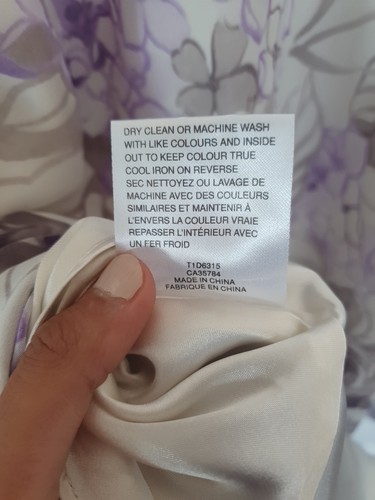 DRY CLEAN OR MACHINE WASH
WITH LIKE COLOURS AND INSIDE
OUT TO KEEP COLOUR TRUE
COOL IRON ON REVERSE
SEC NETTOYEZ OU LAVAGE DE
MACHINE AVEC DES COULEURS
SIMILAIRES ET MAINTENIR À
L'ENVERS LA COULEUR VRAIE
REPASSER L'INTÉRIEUR AVEC
UN FER FROID
T1D6315
CA35784
MADE IN CHINA
FABRIQUE EN CHINA